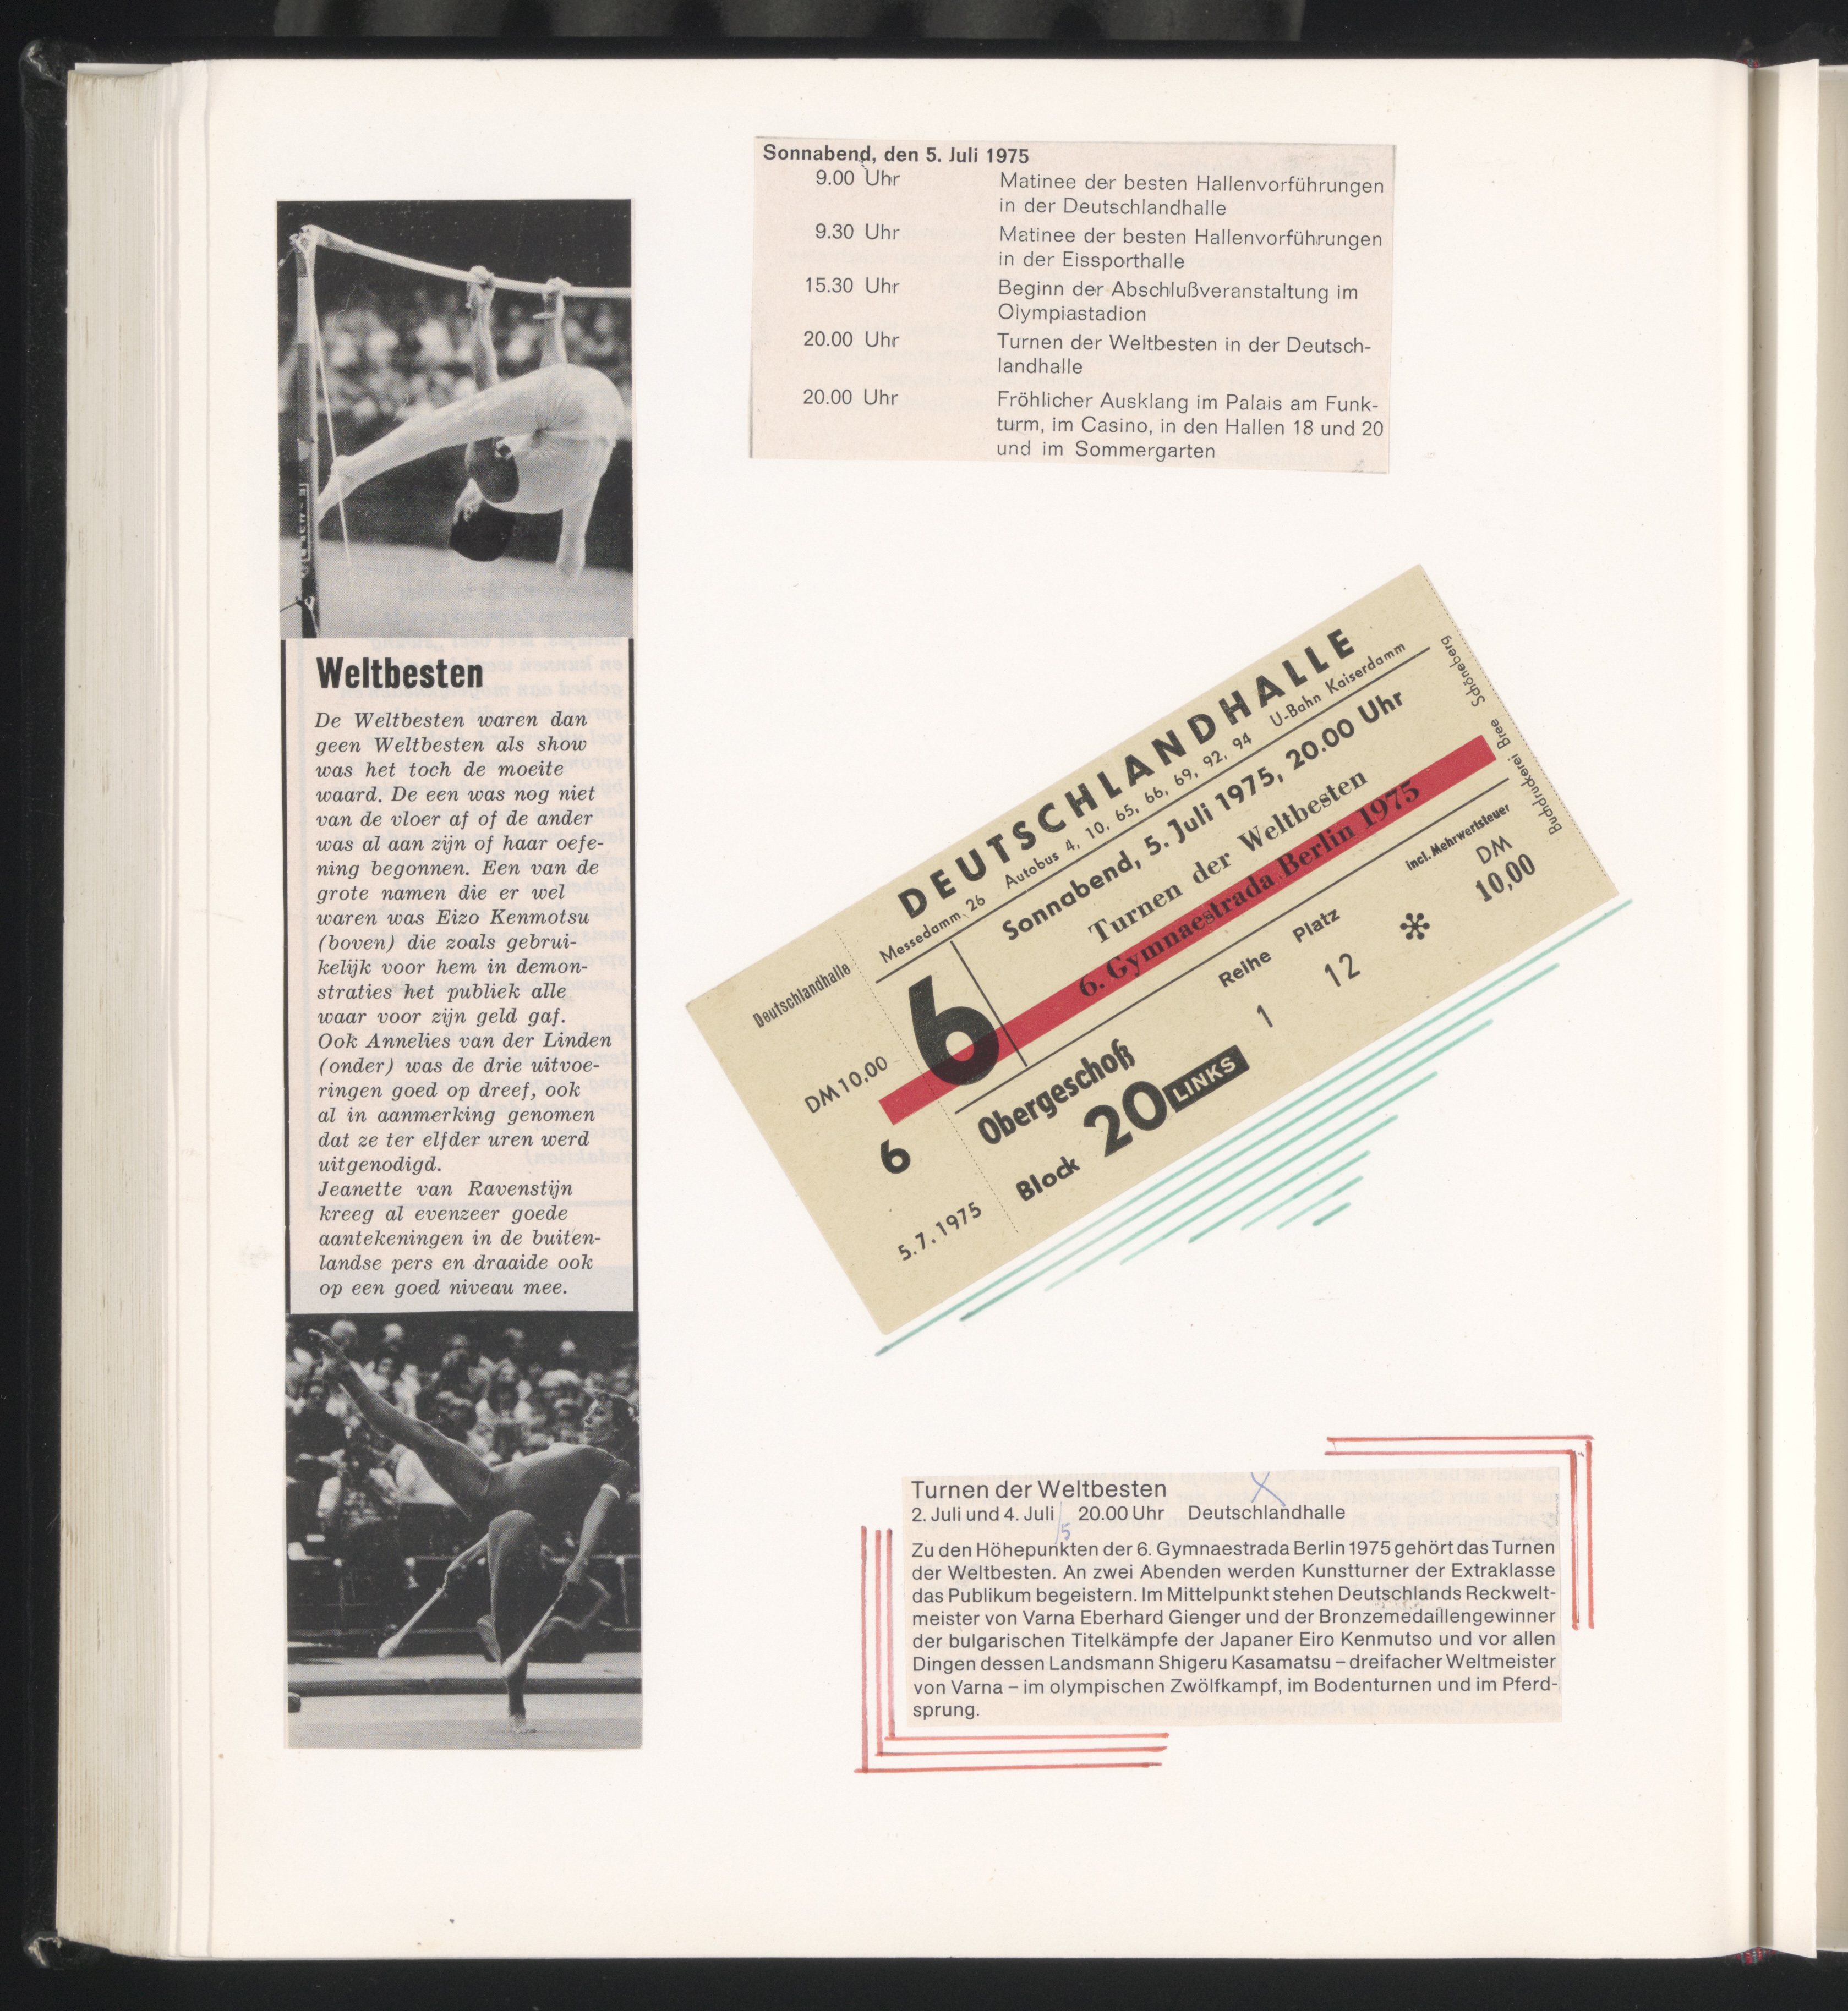 Sonnabend, den 5. Juli 1975
9.00 Uhr Matinee der besten Hallenvorführungen
in der Deutschlandhalle
9.30 Uhr Matinee der besten Hallenvorführungen
in der Eissporthalle
15.30 Uhr Beginn der Abschlußveranstaltung im
Olympiastadion
20.00 Uhr Turnen der Weltbesten in der Deutsch-
landhalle
20.00 Uhr Fröhlicher Ausklang im Palais am Funk-
turm, im Casino, in den Hallen 18 und 20
und im Sommergarten
Weltbesten
De Weltbesten waren dan
geen Weltbesten als show
was het toch de moeite
waard. De een was nog niet
van de vloer af of de ander
was al aan zijn of haar oefe-
ning begonnen. Een van de
grote namen die er wel
waren was Eizo Kenmotsu
(boven) die zoals gebrui-
kelijk voor hem in demon-
straties het publiek alle
waar voor zijn geld gaf.
Ook Annelies van der Linden
(onder) was de drie uitvoe-
ringen goed op dreef, ook
al in aanmerking genomen
dat ze ter elfder uren werd
uitgenodigd.
Jeanette van Ravenstijn
kreeg al evenzeer goede
aantekeningen in de buiten-
landse pers en draaide ook
op een goed niveau mee.
Deutschlandhalle
DM 10,00
6
5.7.1975
DEUTSCHLANDHALLE
Messedamm 26 Autobus 4, 10, 65, 66, 69, 92, 94 U-Bahn Kaiserdamm
6
Sonnabend, 5. Juli 1975, 20.00 Uhr
Turnen der Weltbesten
6. Gymnaestrada Berlin 1975
Obergeschoß
Block 20 LINKS
Reihe
1
Platz
12
incl. Mehrwertsteuer
DM
10,00
Buchdruckerei Bree Schöneberg
Turnen der Weltbesten
2. Juli und 4. Juli 20.00 Uhr Deutschlandhalle
/5
Zu den Höhepunkten der 6. Gymnaestrada Berlin 1975 gehört das Turnen
der Weltbesten. An zwei Abenden werden Kunstturner der Extraklasse
das Publikum begeistern. Im Mittelpunkt stehen Deutschlands Reckwelt-
meister von Varna Eberhard Gienger und der Bronzemedaillengewinner
der bulgarischen Titelkämpfe der Japaner Eiro Kenmutso und vor allen
Dingen dessen Landsmann Shigeru Kasamatsu – dreifacher Weltmeister
von Varna – im olympischen Zwölfkampf, im Bodenturnen und im Pferd-
sprung.